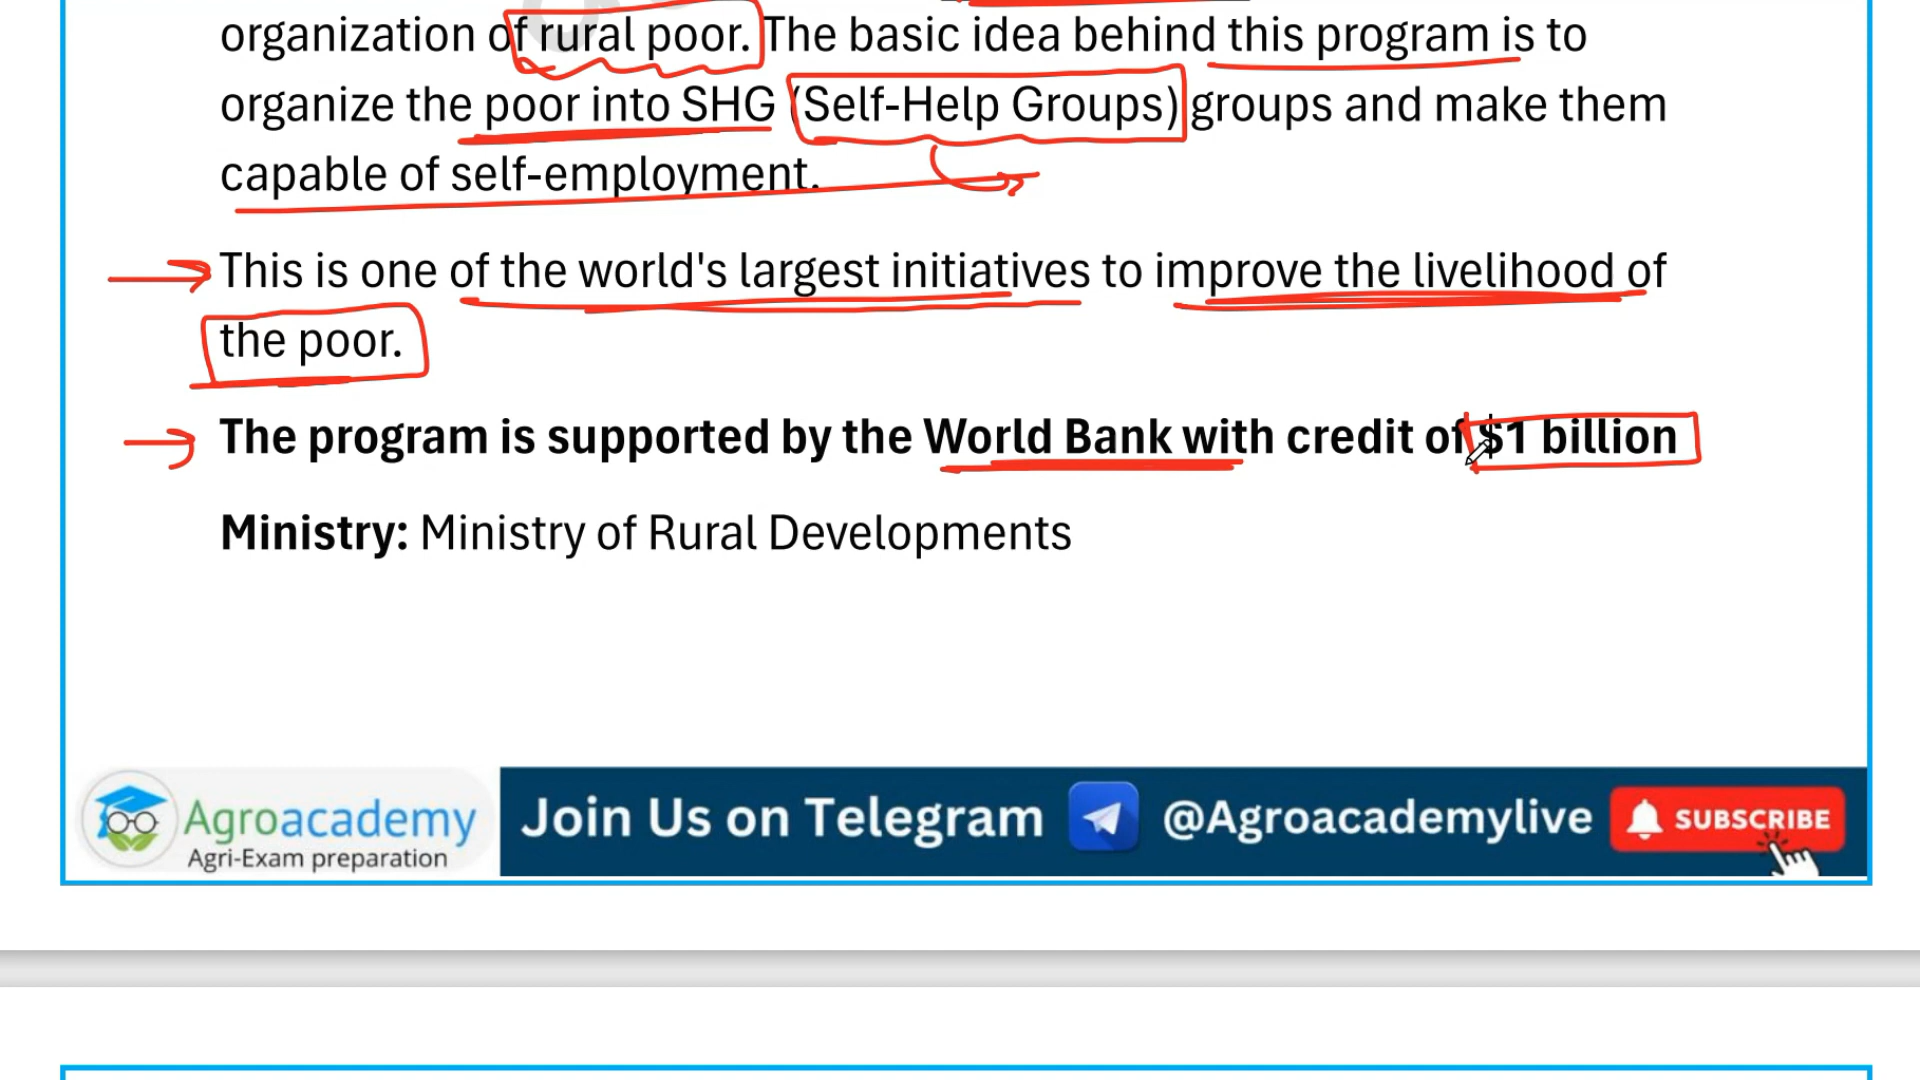 organization of rural poor. The basic idea behind this program is to
organize the poor into SHG (Self-Help Groups) groups and make them
capable of self-employment.
This is one of the world's largest initiatives to improve the livelihood of
the poor.
The program is supported by the World Bank with credit of $1 billion
Ministry: Ministry of Rural Developments
Agroacademy
Agri-Exam preparation
Join Us on Telegram @Agroacademylive SUBSCRIBE